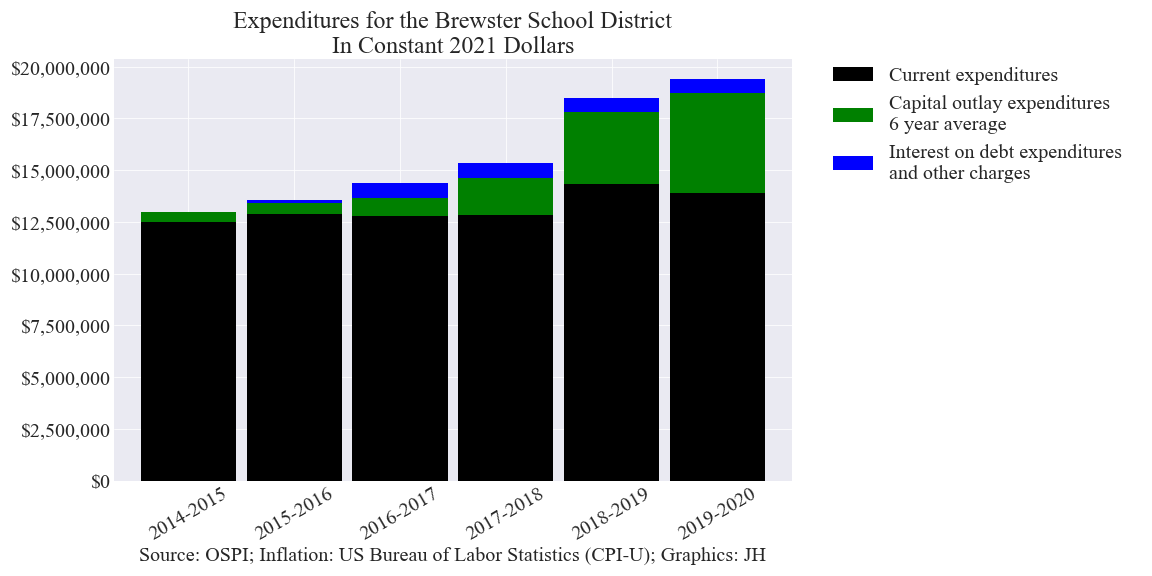 Expenditures for the Brewster School District
In Constant 2021 Dollars
$20,000,000
$17,500,000
$15,000,000
$12,500,000
$10,000,000
$7,500,000
$5,000,000
$2,500,000
$0
2014-2015
2015-2016
2016-2017
2017-2018
2018-2019
2019-2020
Source: OSPI; Inflation: US Bureau of Labor Statistics (CPI-U); Graphics: JH
Current expenditures
Capital outlay expenditures
6 year average
Interest on debt expenditures
and other charges